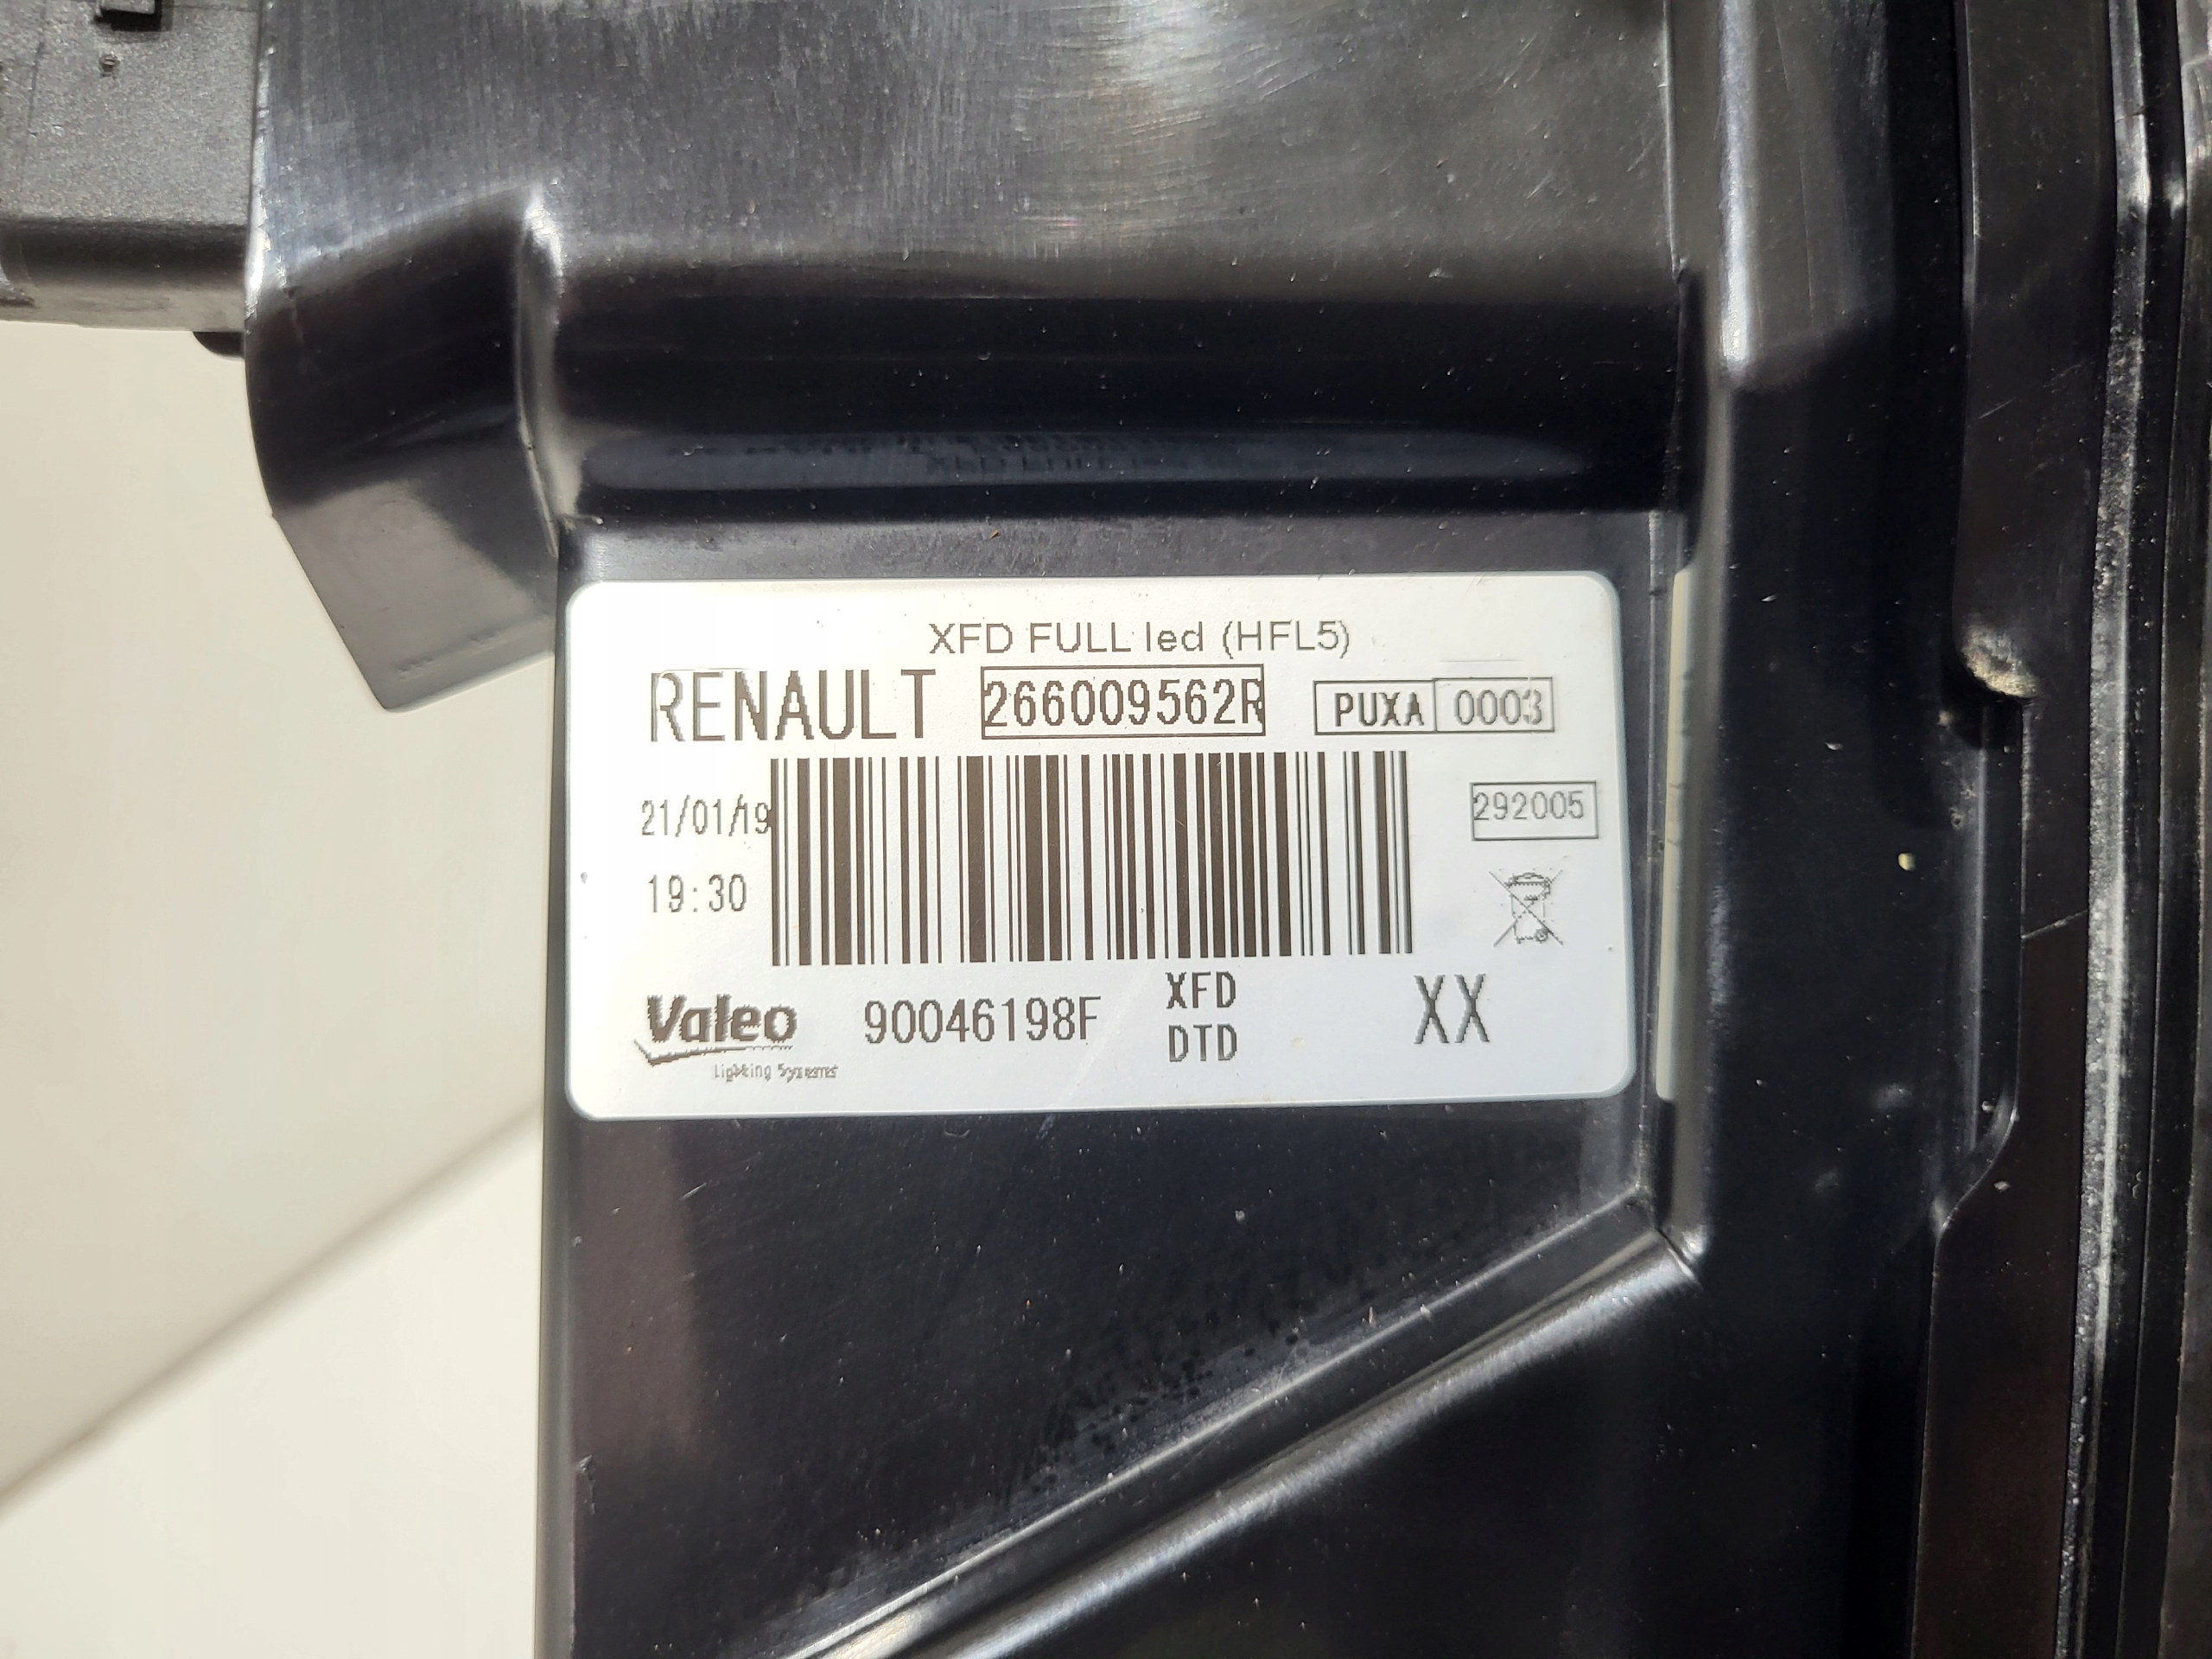 XFD FULL led (HFL5)
RENAULT 266009562R PUXA 0003
21/01/19 292005
19:30
Valeo 90046198F XFD XX
DTD
Lighting Systems